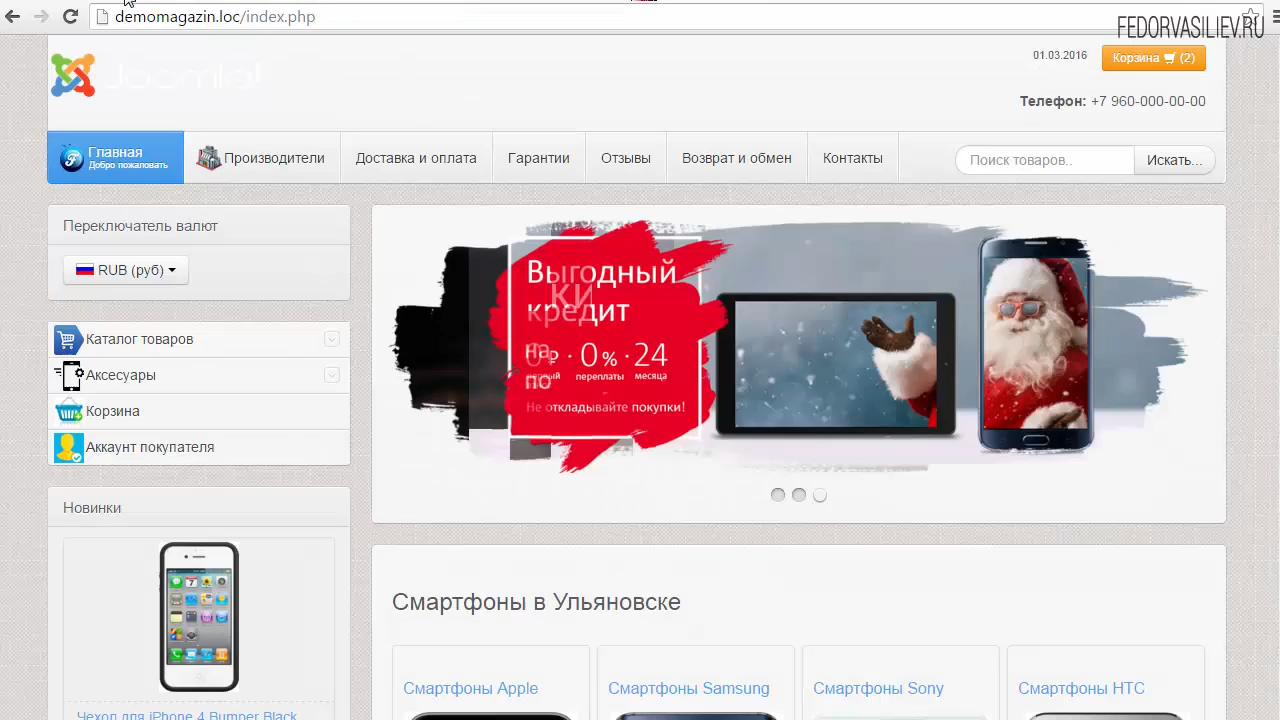 demomagazin.loc/index.php
FEDORVASILIEV.RU
Joomla!
01.03.2016
Корзина (2)
Телефон: +7 960-000-00-00
Главная
Добро пожаловать
Производители
Доставка и оплата
Гарантии
Отзывы
Возврат и обмен
Контакты
Поиск товаров..
Искать...
Переключатель валют
RUB (руб)
Каталог товаров
Аксесуары
Корзина
Аккаунт покупателя
Новинки
Чехол для iPhone 4 Bumper Black
Выгодный
кредит
0 % · 24
переплаты месяца
Не откладывайте покупки!
Смартфоны в Ульяновске
Смартфоны Apple
Смартфоны Samsung
Смартфоны Sony
Смартфоны HTC